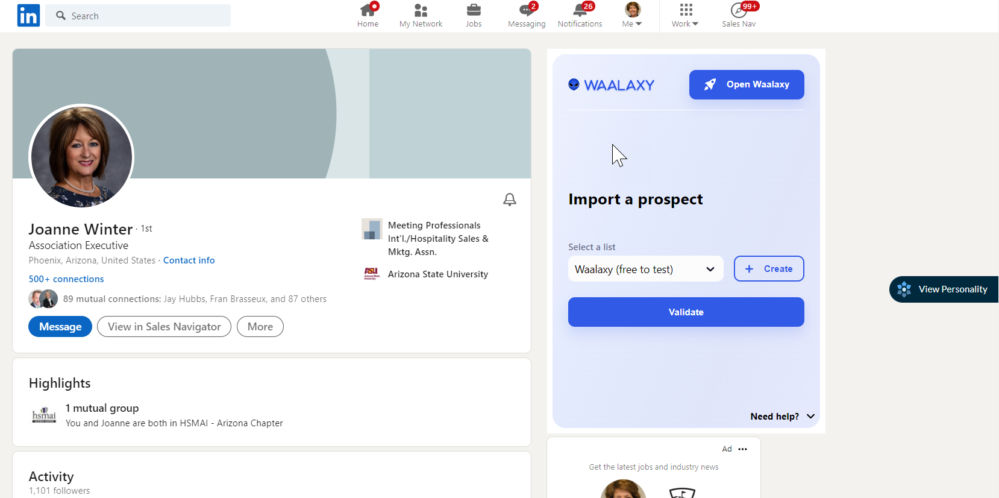 in
Search
Home
My Network
Jobs
2
Messaging
26
Notifications
Me
Work
99+
Sales Nav
Joanne Winter · 1st
Association Executive
Phoenix, Arizona, United States · Contact info
500+ connections
89 mutual connections: Jay Hubbs, Fran Brasseux, and 87 others
Message
View in Sales Navigator
More
Meeting Professionals
Int'l./Hospitality Sales &
Mktg. Assn.
ASU
Arizona State
University
Arizona State University
Highlights
hsmai
1 mutual group
You and Joanne are both in HSMAI - Arizona Chapter
Activity
1,101 followers
WAALAXY
Open Waalaxy
Import a prospect
Select a list
Waalaxy (free to test)
+ Create
Validate
Need help?
View Personality
Ad
Get the latest jobs and industry news